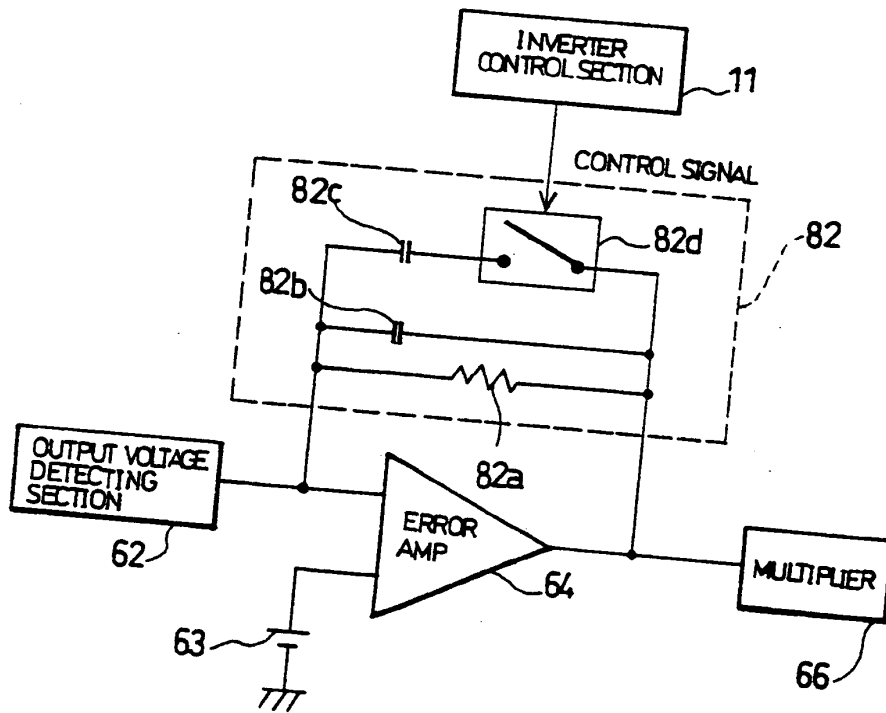 INVERTER
CONTROL SECTION
11
CONTROL SIGNAL
82c
82d
82
82b
82a
OUTPUT VOLTAGE
DETECTING
SECTION
62
ERROR
AMP
64
MULTIPLIER
66
63